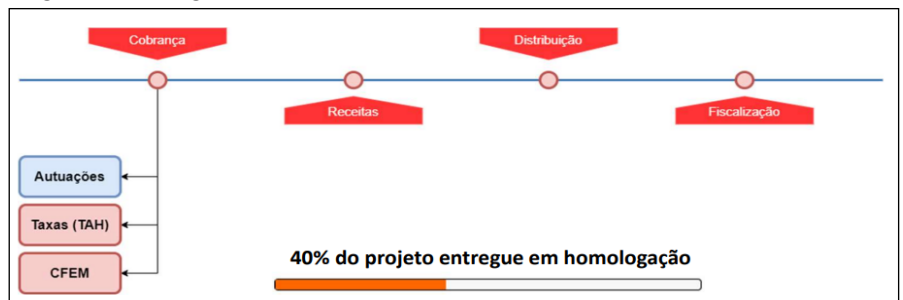 Cobrança
Distribuição
Receitas
Fiscalização
Autuações
Taxas (TAH)
CFEM
40% do projeto entregue em homologação